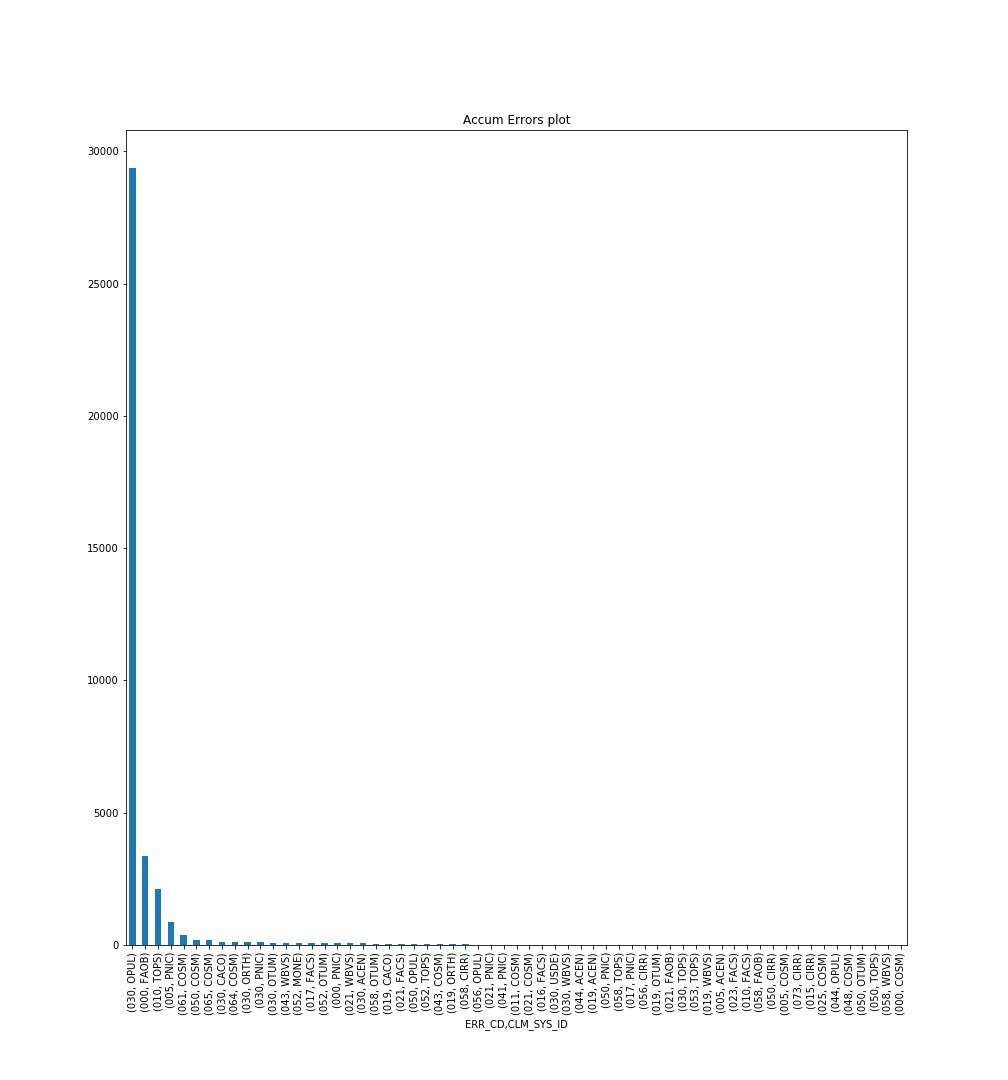 Accum Errors plot
30000
25000
20000
15000
10000
5000
0
(030, OPUL)
(000, FAOB)
(010, TOPS)
(005, PNIC)
(061, COSM)
(050, COSM)
(065, COSM)
(030, CACO)
(064, COSM)
(030, ORTH)
(030, PNIC)
(030, OTUM)
(043, WBVS)
(052, MONE)
(017, FACS)
(052, OTUM)
(000, PNIC)
(021, WBVS)
(030, ACEN)
(058, OTUM)
(019, CACO)
(021, FACS)
(050, OPUL)
(052, TOPS)
(043, COSM)
(019, ORTH)
(058, CIRR)
(056, OPUL)
(021, PNIC)
(041, PNIC)
(011, COSM)
(021, COSM)
(016, FACS)
(030, USDE)
(030, WBVS)
(044, ACEN)
(019, ACEN)
(050, PNIC)
(058, TOPS)
(017, PNIC)
(056, CIRR)
(019, OTUM)
(021, FAOB)
(030, TOPS)
(053, TOPS)
(019, WBVS)
(005, ACEN)
(023, FACS)
(010, FACS)
(058, FAOB)
(050, CIRR)
(005, COSM)
(073, CIRR)
(015, CIRR)
(025, COSM)
(044, OPUL)
(048, COSM)
(050, OTUM)
(050, TOPS)
(058, WBVS)
(000, COSM)
ERR_CD,CLM_SYS_ID